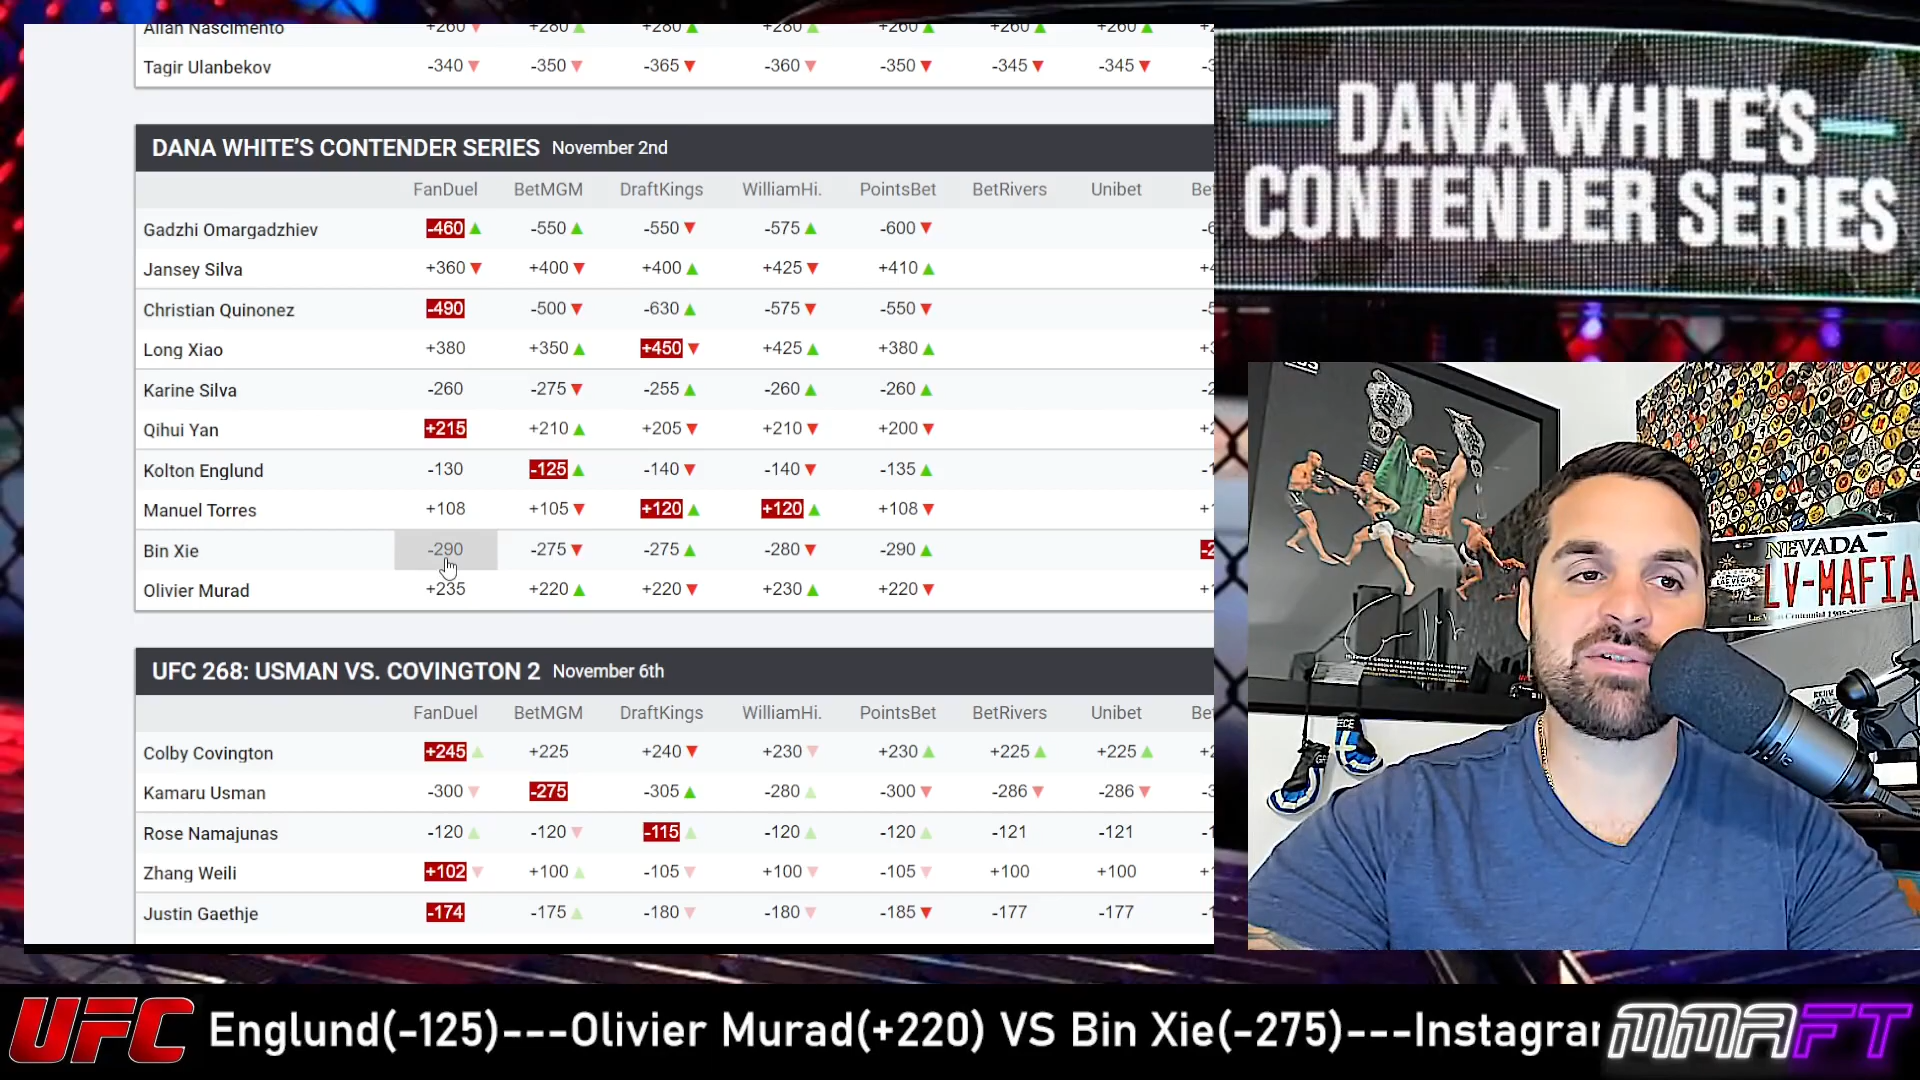 Allan Nascimento +260 +280 +280 +280 +260 +260 +260
Tagir Ulanbekov -340 -350 -365 -360 -350 -345 -345
DANA WHITE'S CONTENDER SERIES November 2nd
FanDuel BetMGM DraftKings WilliamHi. PointsBet BetRivers Unibet
Gadzhi Omargadzhiev -460 -550 -550 -575 -600
Jansey Silva +360 +400 +400 +425 +410
Christian Quinonez -490 -500 -630 -575 -550
Long Xiao +380 +350 +450 +425 +380
Karine Silva -260 -275 -255 -260 -260
Qihui Yan +215 +210 +205 +210 +200
Kolton Englund -130 -125 -140 -140 -135
Manuel Torres +108 +105 +120 +120 +108
Bin Xie -290 -275 -275 -280 -290
Olivier Murad +235 +220 +220 +230 +220
UFC 268: USMAN VS. COVINGTON 2 November 6th
FanDuel BetMGM DraftKings WilliamHi. PointsBet BetRivers Unibet
Colby Covington +245 +225 +240 +230 +230 +225 +225
Kamaru Usman -300 -275 -305 -280 -300 -286 -286
Rose Namajunas -120 -120 -115 -120 -120 -121 -121
Zhang Weili +102 +100 -105 +100 -105 +100 +100
Justin Gaethje -174 -175 -180 -180 -185 -177 -177
DANA WHITE'S
CONTENDER SERIES
NEVADA
LV-MAFIA
UFC Englund(-125)---Olivier Murad(+220) VS Bin Xie(-275)---Instagra MMAFT